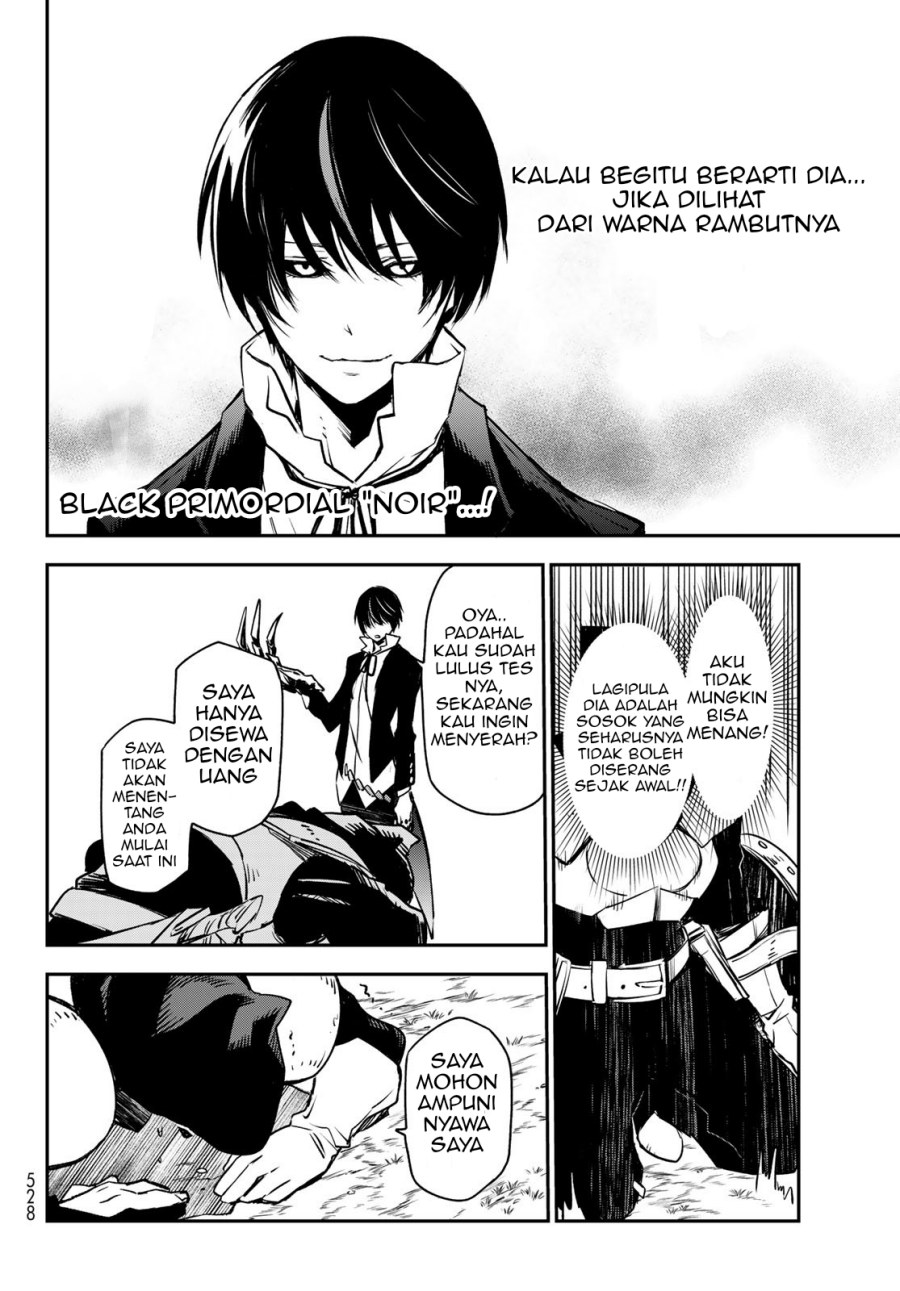 KALAU BEGITU BERARTI DIA...
JIKA DILIHAT
DARI WARNA RAMBUTNYA
BLACK PRIMORDIAL "NOIR"...!
AKU
TIDAK
MUNGKIN
BISA
MENANG!
LAGIPULA
DIA ADALAH
SOSOK YANG
SEHARUSNYA
TIDAK BOLEH
DISERANG
SEJAK AWAL!!
OYA..
PADAHAL
KAU SUDAH
LULUS TES
NYA,
SEKARANG
KAU INGIN
MENYERAH?
SAYA
HANYA
DISEWA
DENGAN
UANG
SAYA
TIDAK
AKAN
MENEN-
TANG
ANDA
MULAI
SAAT INI
SAYA
MOHON
AMPUNI
NYAWA
SAYA
528